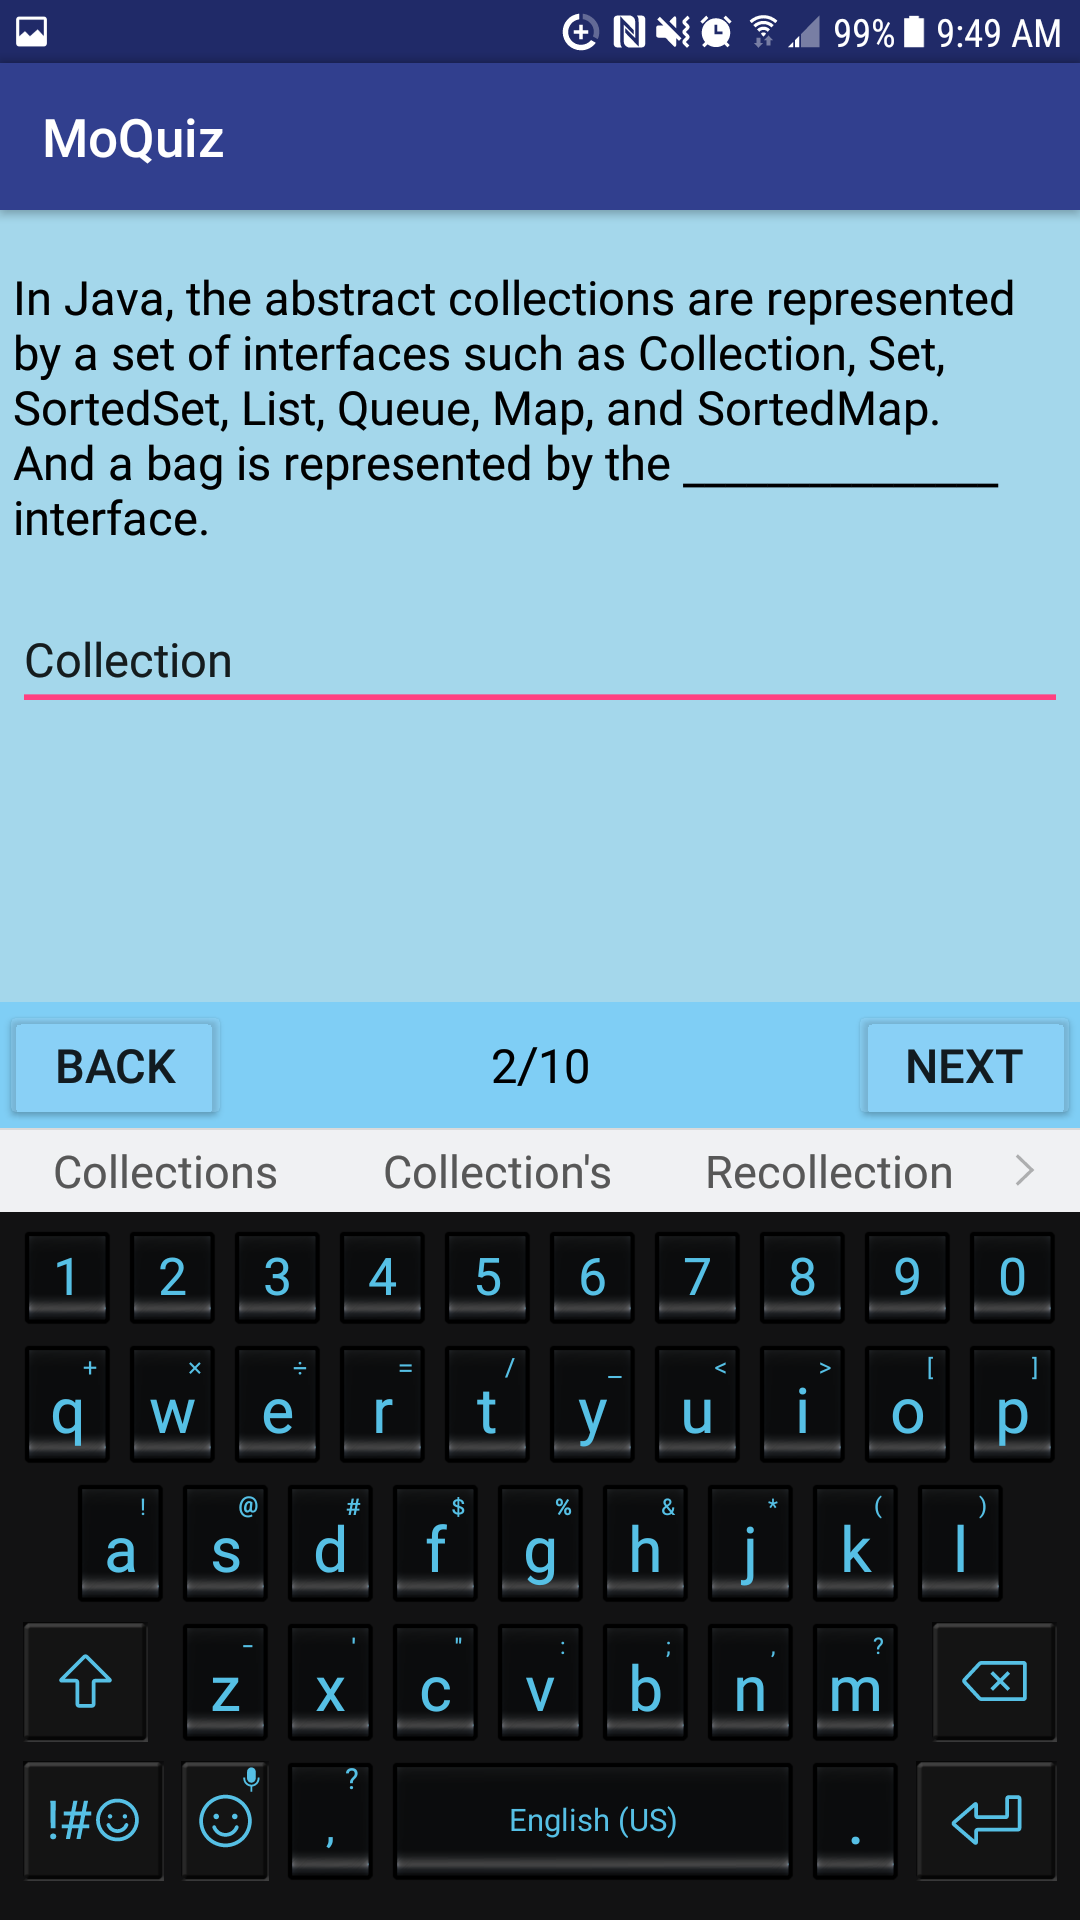 99% 9:49 AM
MoQuiz
In Java, the abstract collections are represented
by a set of interfaces such as Collection, Set,
SortedSet, List, Queue, Map, and SortedMap.
And a bag is represented by the ______________
interface.
Collection
BACK 2/10 NEXT
Collections Collection's Recollection
1 2 3 4 5 6 7 8 9 0
+ × ÷ = / _ < > [ ]
q w e r t y u i o p
! @ # $ % & * ( )
a s d f g h j k l
- ' " : ; , ?
z x c v b n m
?
!# , English (US) .